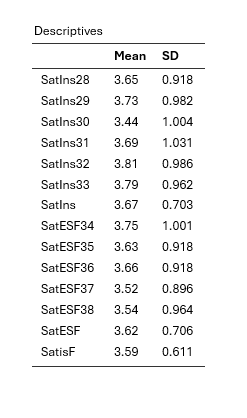 Descriptives
Mean SD
SatIns28 3.65 0.918
SatIns29 3.73 0.982
SatIns30 3.44 1.004
SatIns31 3.69 1.031
SatIns32 3.81 0.986
SatIns33 3.79 0.962
SatIns 3.67 0.703
SatESF34 3.75 1.001
SatESF35 3.63 0.918
SatESF36 3.66 0.918
SatESF37 3.52 0.896
SatESF38 3.54 0.964
SatESF 3.62 0.706
SatisF 3.59 0.611